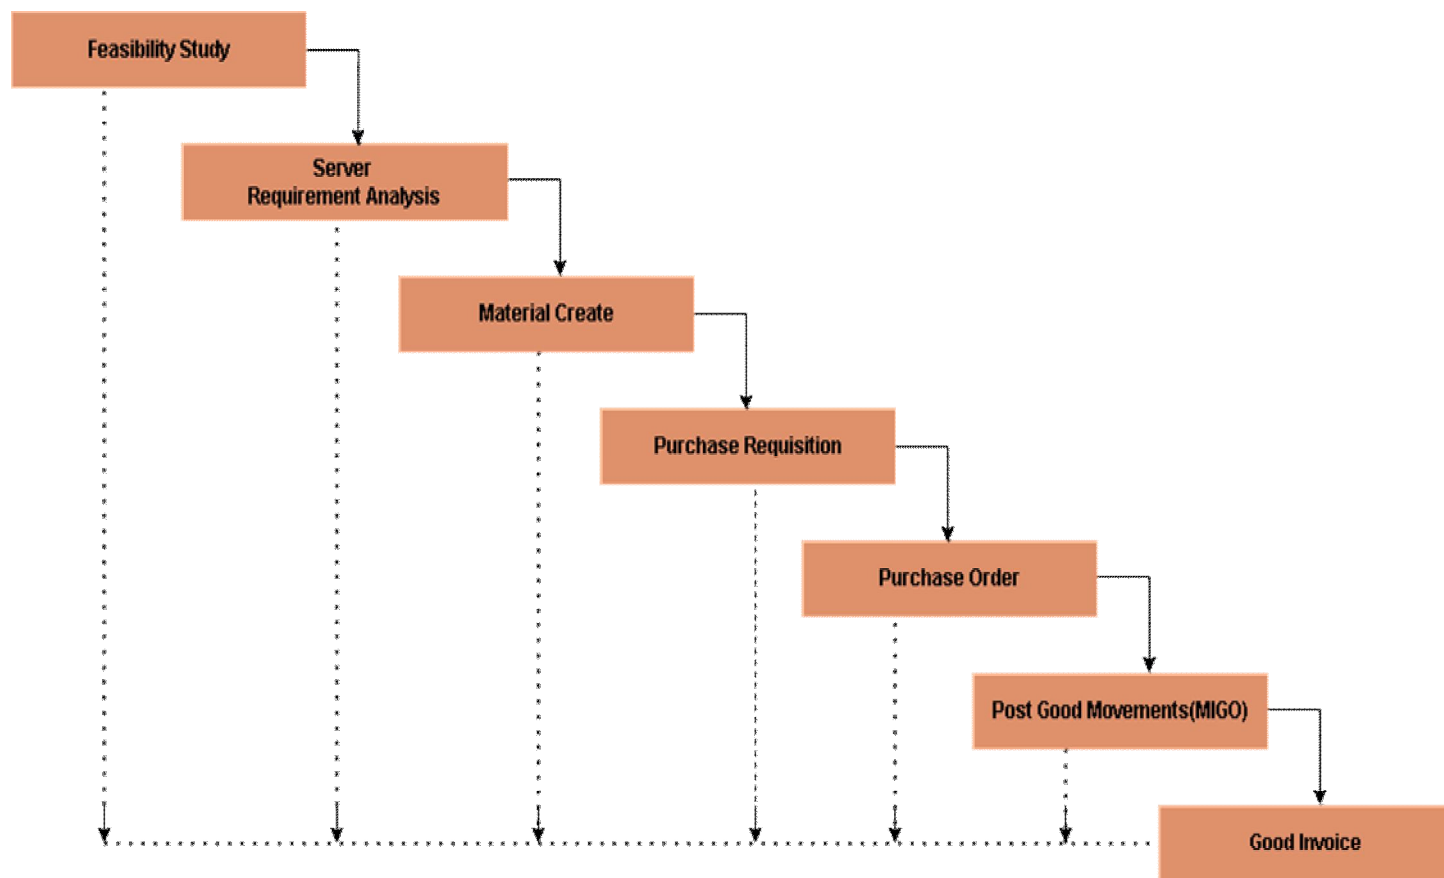 Feasibility Study
Server
Requirement Analysis
Material Create
Purchase Requisition
Purchase Order
Post Good Movements(MIGO)
Good Invoice